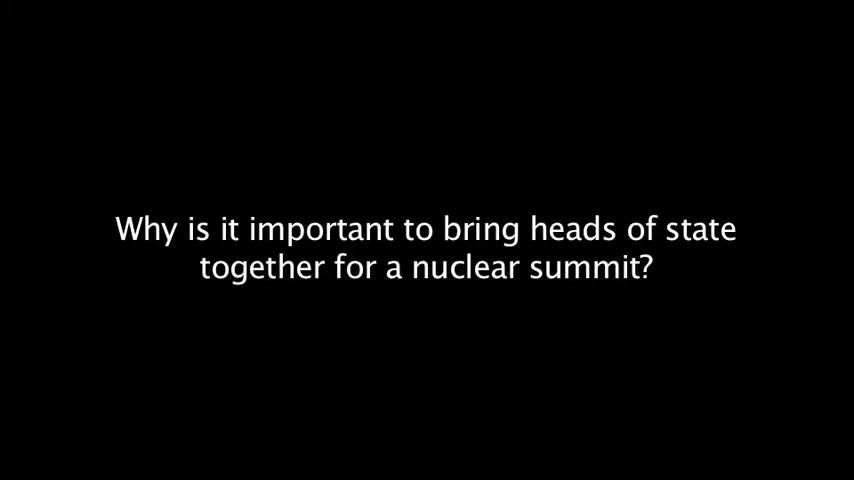 Why is it important to bring heads of state
together for a nuclear summit?